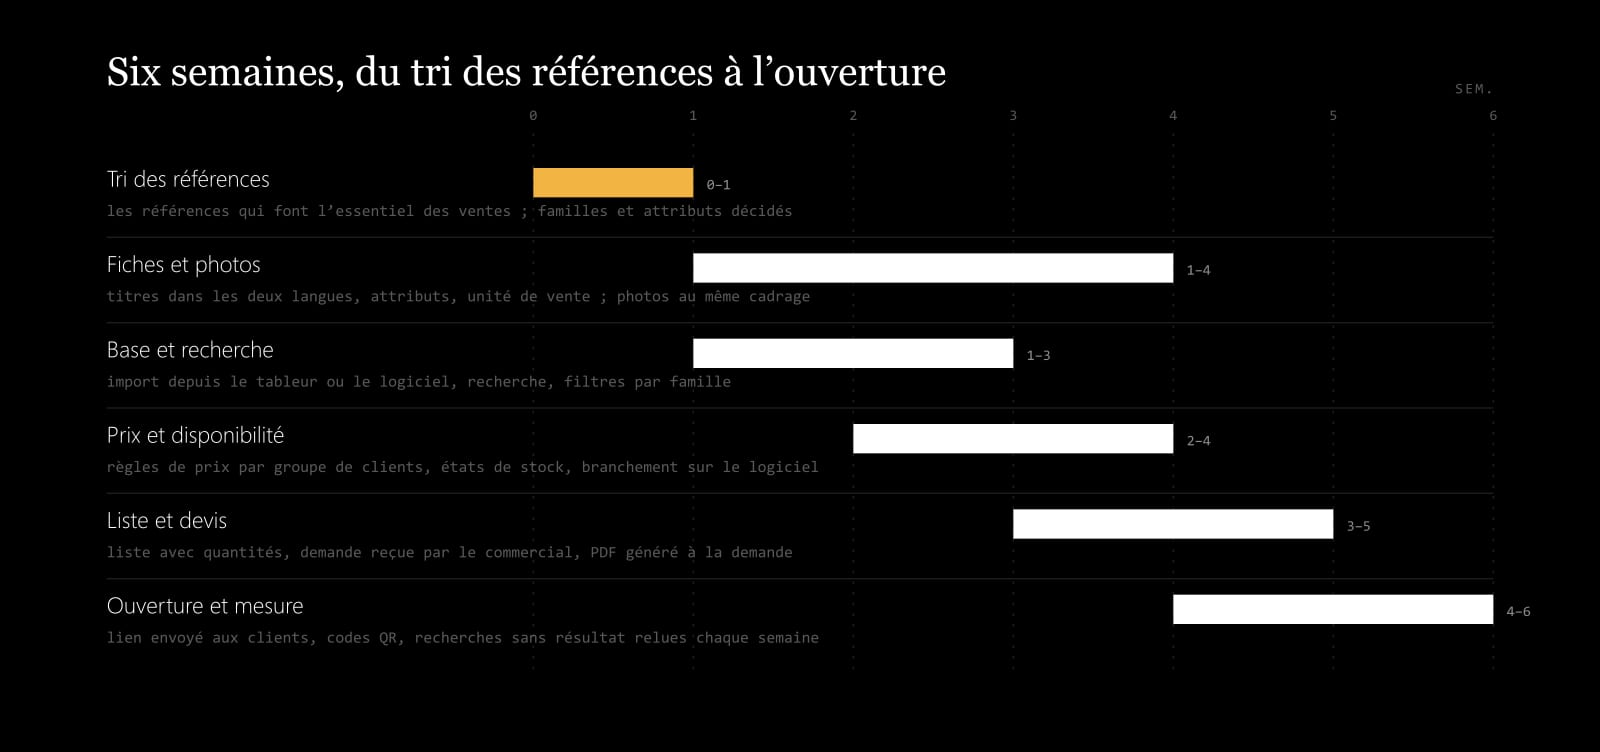 Six semaines, du tri des références à l’ouverture
SEM.
0 1 2 3 4 5 6
Tri des références
0–1
les références qui font l’essentiel des ventes ; familles et attributs décidés
Fiches et photos
1–4
titres dans les deux langues, attributs, unité de vente ; photos au même cadrage
Base et recherche
1–3
import depuis le tableur ou le logiciel, recherche, filtres par famille
Prix et disponibilité
2–4
règles de prix par groupe de clients, états de stock, branchement sur le logiciel
Liste et devis
3–5
liste avec quantités, demande reçue par le commercial, PDF généré à la demande
Ouverture et mesure
4–6
lien envoyé aux clients, codes QR, recherches sans résultat relues chaque semaine